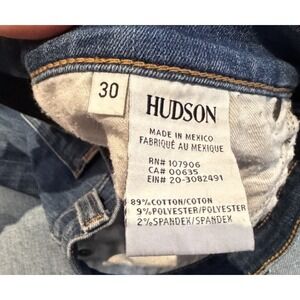 30
HUDSON
MADE IN MEXICO
FABRIQUÉ AU MEXIQUE
RN# 107906
CA# 00635
EIN# 20-3082491
89% COTTON/COTON
9% POLYESTER/POLYESTER
2% SPANDEX/SPANDEX